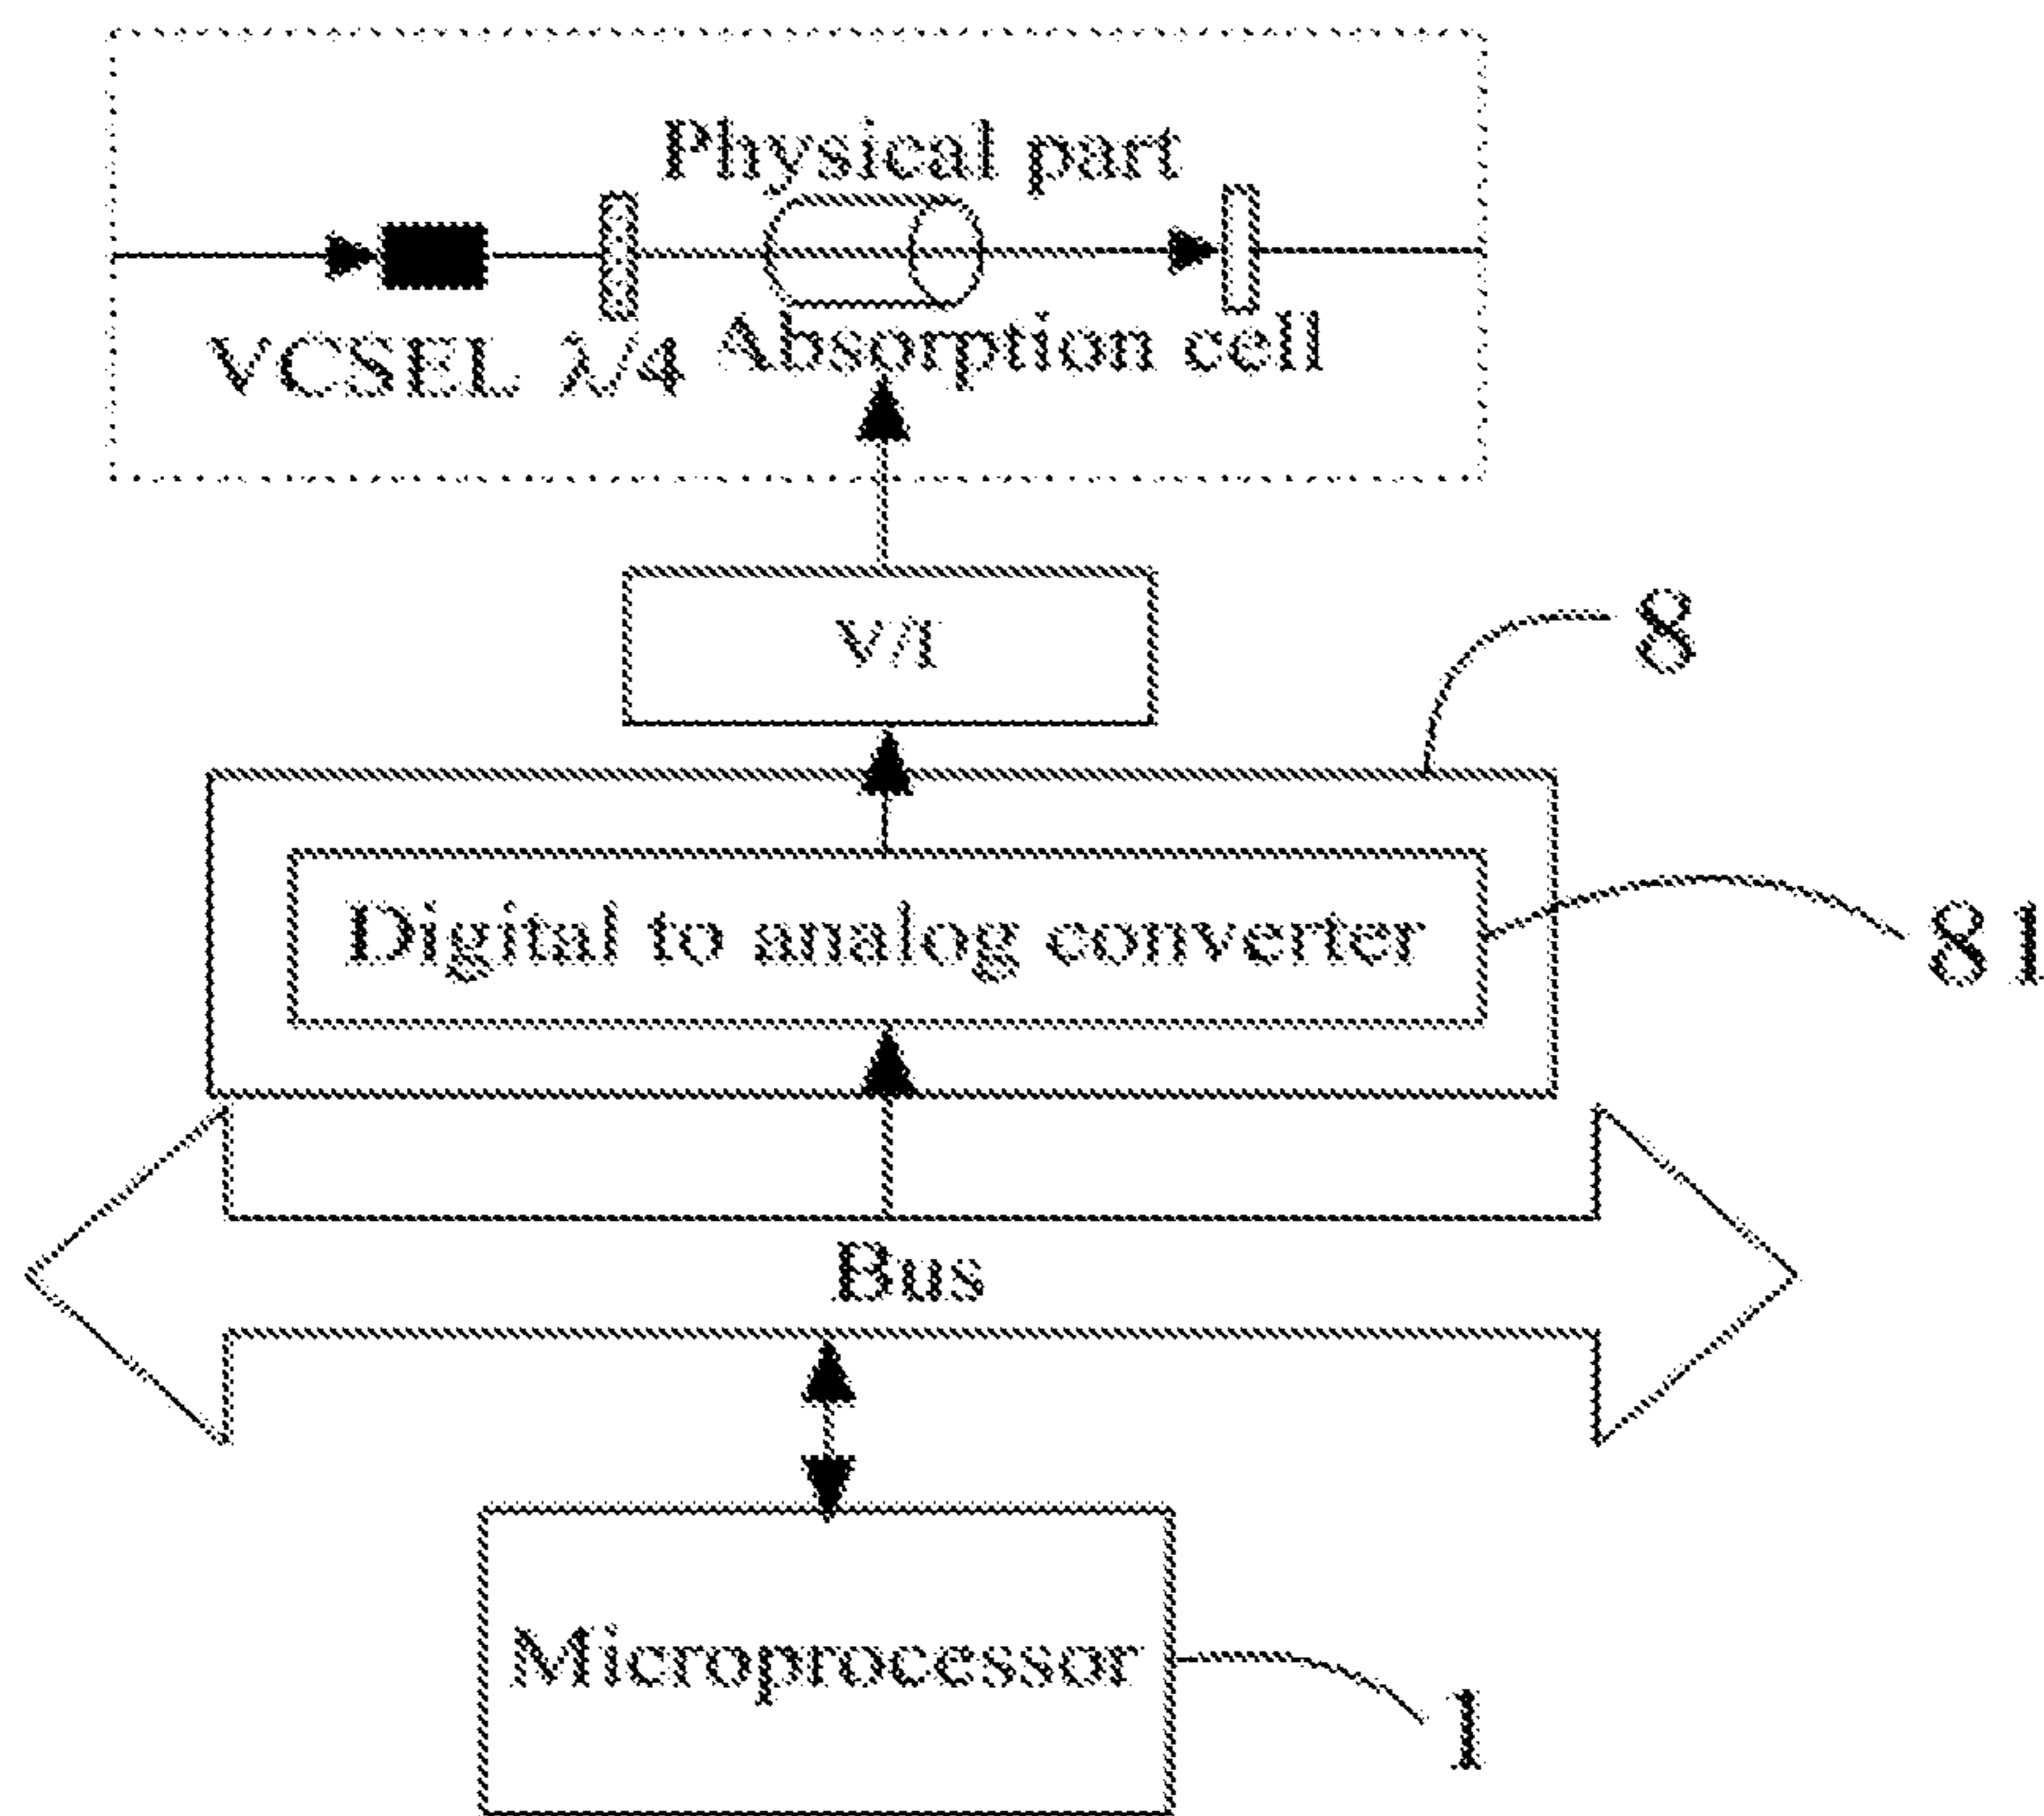 Physical part
VCSEL λ/4 Absorption cell
V/I
8
Digital to analog converter
81
Bus
Microprocessor
1